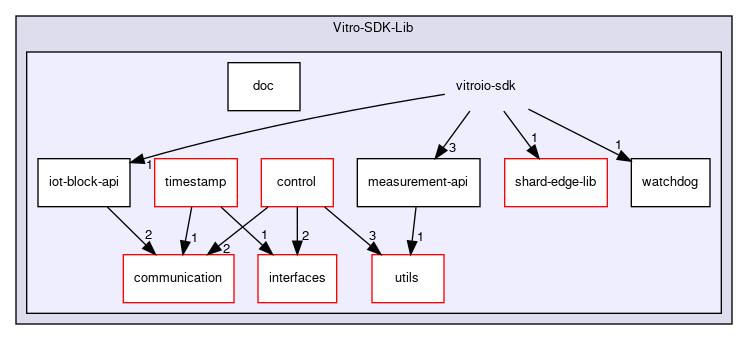 Vitro-SDK-Lib
doc
vitroio-sdk
1
3
1
1
iot-block-api
timestamp
control
measurement-api
shard-edge-lib
watchdog
2
1
1
2
2
3
1
communication
interfaces
utils